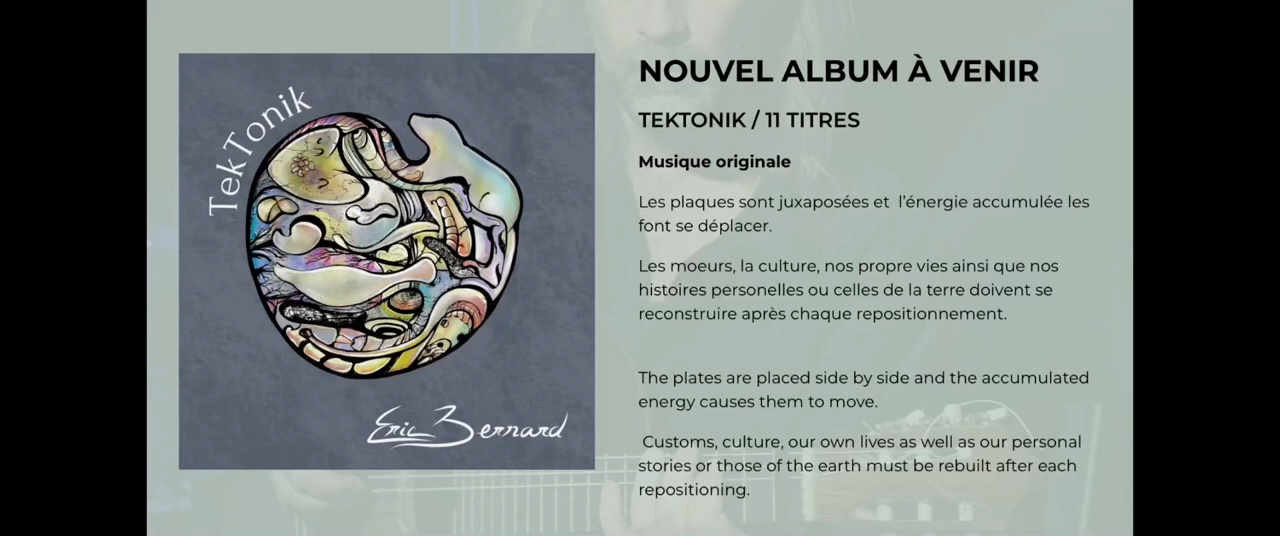 TekTonik
Eric Bernard
NOUVEL ALBUM À VENIR
TEKTONIK / 11 TITRES
Musique originale
Les plaques sont juxaposées et l’énergie accumulée les
font se déplacer.
Les moeurs, la culture, nos propre vies ainsi que nos
histoires personelles ou celles de la terre doivent se
reconstruire après chaque repositionnement.
The plates are placed side by side and the accumulated
energy causes them to move.
Customs, culture, our own lives as well as our personal
stories or those of the earth must be rebuilt after each
repositioning.